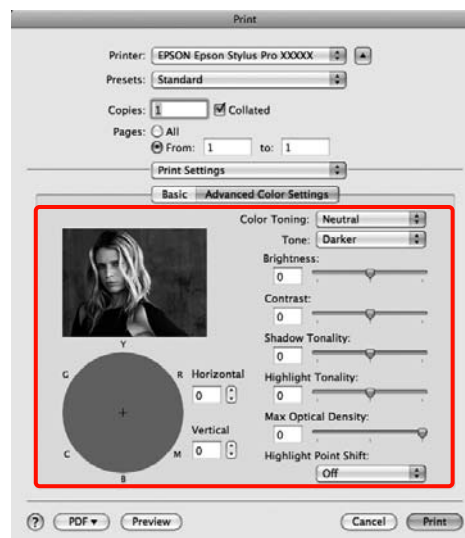 Print
Printer: EPSON Epson Stylus Pro XXXXX
Presets: Standard
Copies: 1 Collated
Pages: All
From: 1 to: 1
Print Settings
Basic Advanced Color Settings
Color Toning: Neutral
Tone: Darker
Brightness:
0
Contrast:
0
Shadow Tonality:
0
Highlight Tonality:
0
Max Optical Density:
0
Highlight Point Shift:
Off
Y
G R
C M
B
Horizontal
0
Vertical
0
? PDF Preview Cancel Print